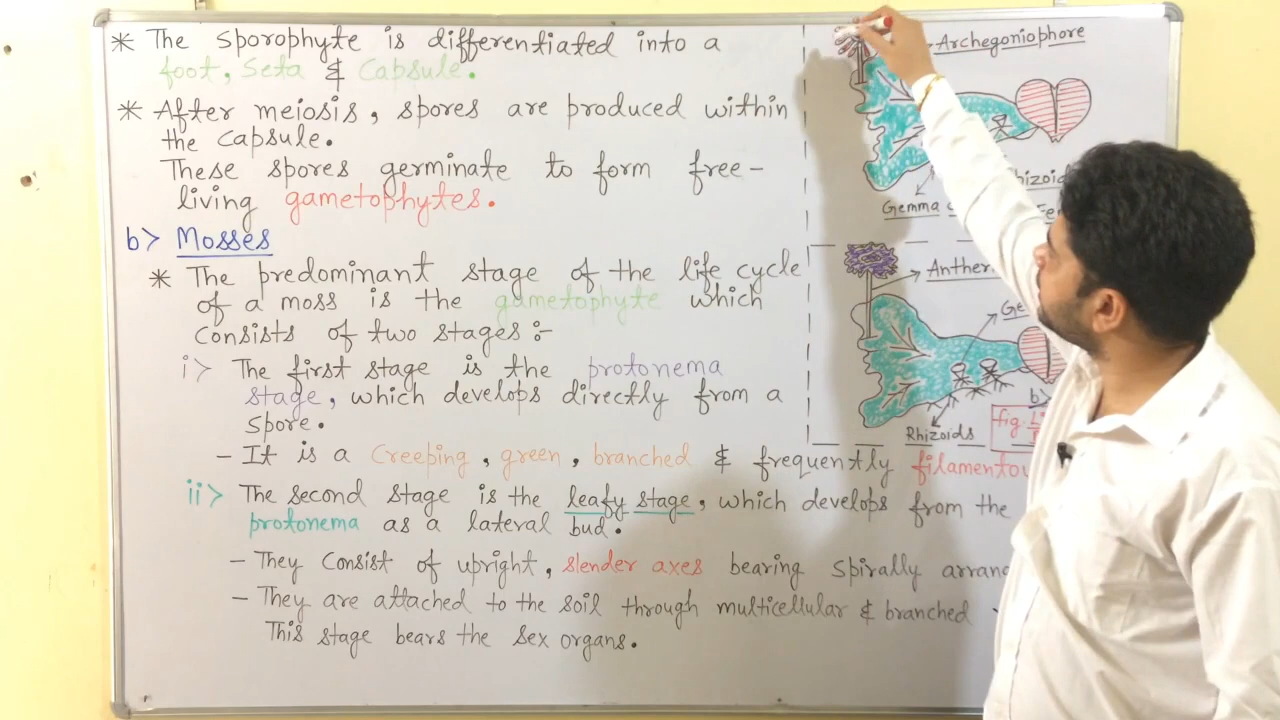 * The sporophyte is differentiated into a
foot, Seta & Capsule.
* After meiosis, spores are produced within
the capsule.
These spores germinate to form free-
living gametophytes.
b> Mosses
* The predominant stage of the life cycle
of a moss is the gametophyte which
consists of two stages :-
i> The first stage is the protonema
stage, which develops directly from a
spore.
- It is a Creeping, green, branched & frequently
ii> The second stage is the leafy stage, which develops from the
protonema as a lateral bud.
- They consist of upright, slender axes bearing spirally
- They are attached to the soil through multicellular & branched
This stage bears the sex organs.
Archegoniophore
Gemma
Rhizoids
b>
fig.